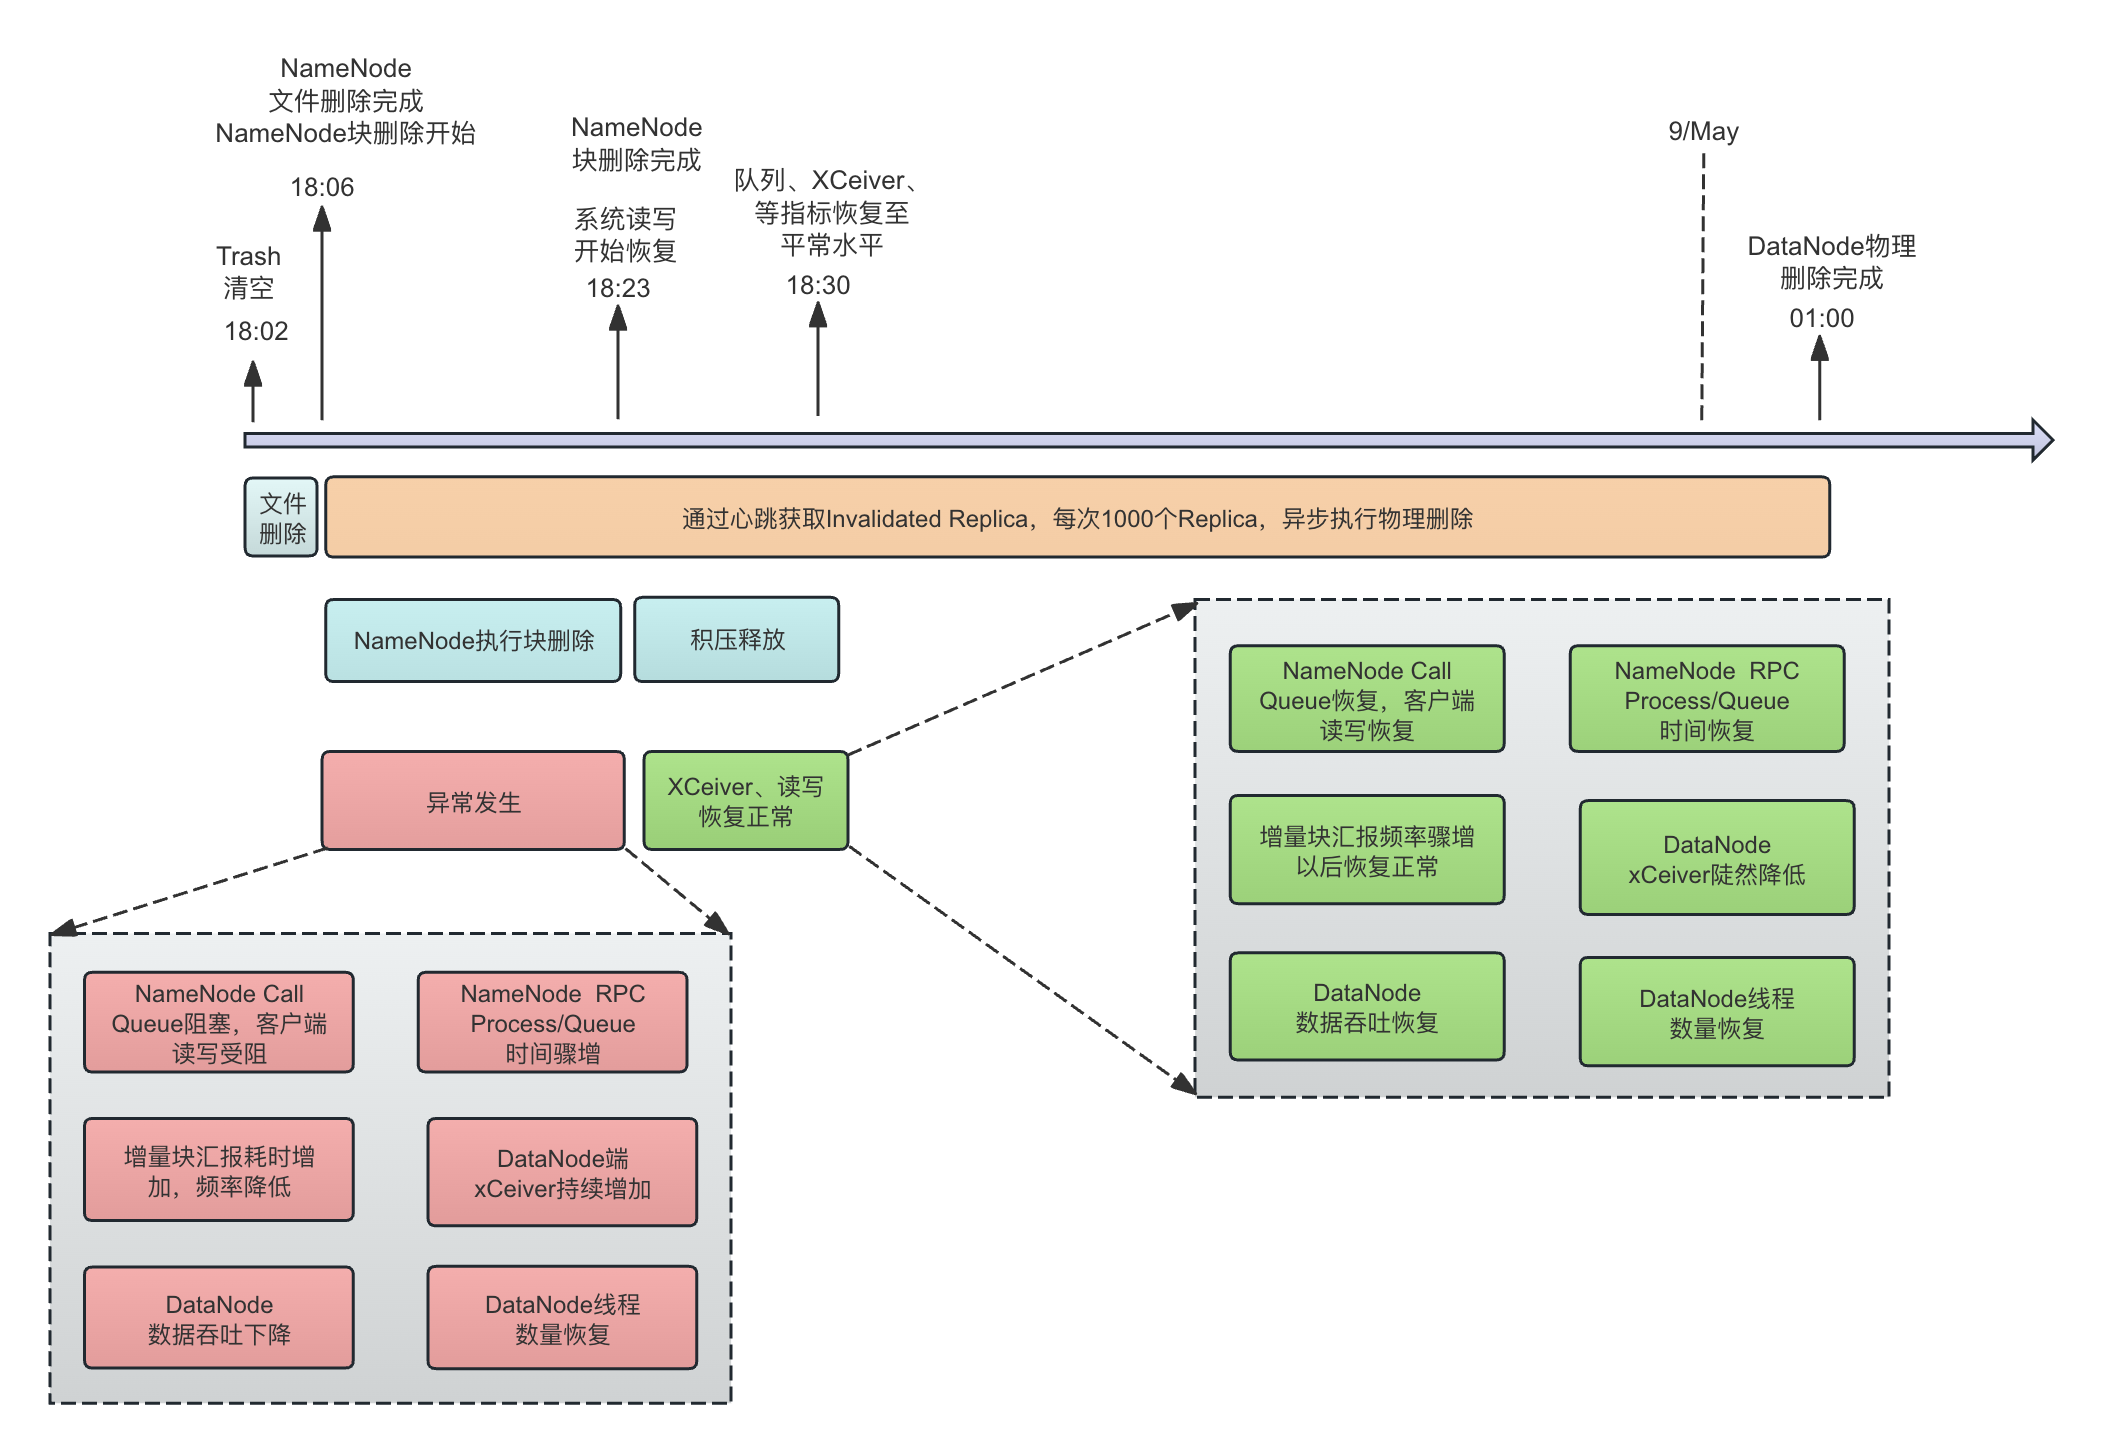 NameNode
文件删除完成
NameNode块删除开始
18:06
Trash
清空
18:02
NameNode
块删除完成
系统读写
开始恢复
18:23
队列、XCeiver、
等指标恢复至
平常水平
18:30
9/May
DataNode物理
删除完成
01:00
文件
删除
通过心跳获取Invalidated Replica，每次1000个Replica，异步执行物理删除
NameNode执行块删除
积压释放
异常发生
XCeiver、读写
恢复正常
NameNode Call
Queue恢复，客户端
读写恢复
NameNode  RPC
Process/Queue
时间恢复
增量块汇报频率骤增
以后恢复正常
DataNode
xCeiver陡然降低
DataNode
数据吞吐恢复
DataNode线程
数量恢复
NameNode Call
Queue阻塞，客户端
读写受阻
NameNode  RPC
Process/Queue
时间骤增
增量块汇报耗时增
加，频率降低
DataNode端
xCeiver持续增加
DataNode
数据吞吐下降
DataNode线程
数量恢复